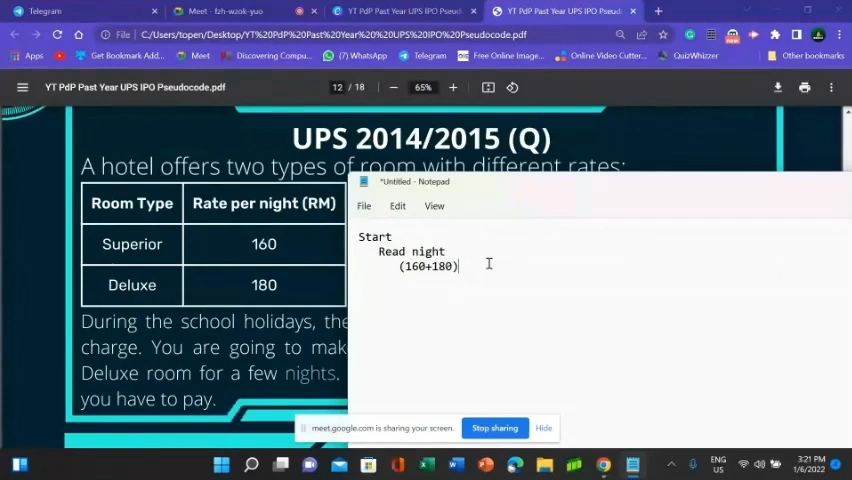 Telegram
Meet - fzh-wzok-yuo
YT PdP Past Year UPS IPO Pseudo
YT PdP Past Year UPS IPO Pseudo
File
C:/Users/topen/Desktop/YT%20PdP%20Past%20Year%20%20UPS%20IPO%20Pseudocode.pdf
Apps
Get Bookmark Add...
Meet
Discovering Comp...
(7) WhatsApp
Telegram
Free Online Image...
Online Video Cutter...
QuizWhizzer
Other bookmarks
YT PdP Past Year UPS IPO Pseudocode.pdf
12 / 18
65%
UPS 2014/2015 (Q)
A hotel offers two types of room with different rates:
Room Type
Rate per night (RM)
Superior
160
Deluxe
180
During the school holidays, the
charge. You are going to mak
Deluxe room for a few nights.
you have to pay.
*Untitled - Notepad
File
Edit
View
Start
Read night
(160+180)
meet.google.com is sharing your screen.
Stop sharing
Hide
ENG
US
3:21 PM
1/6/2022